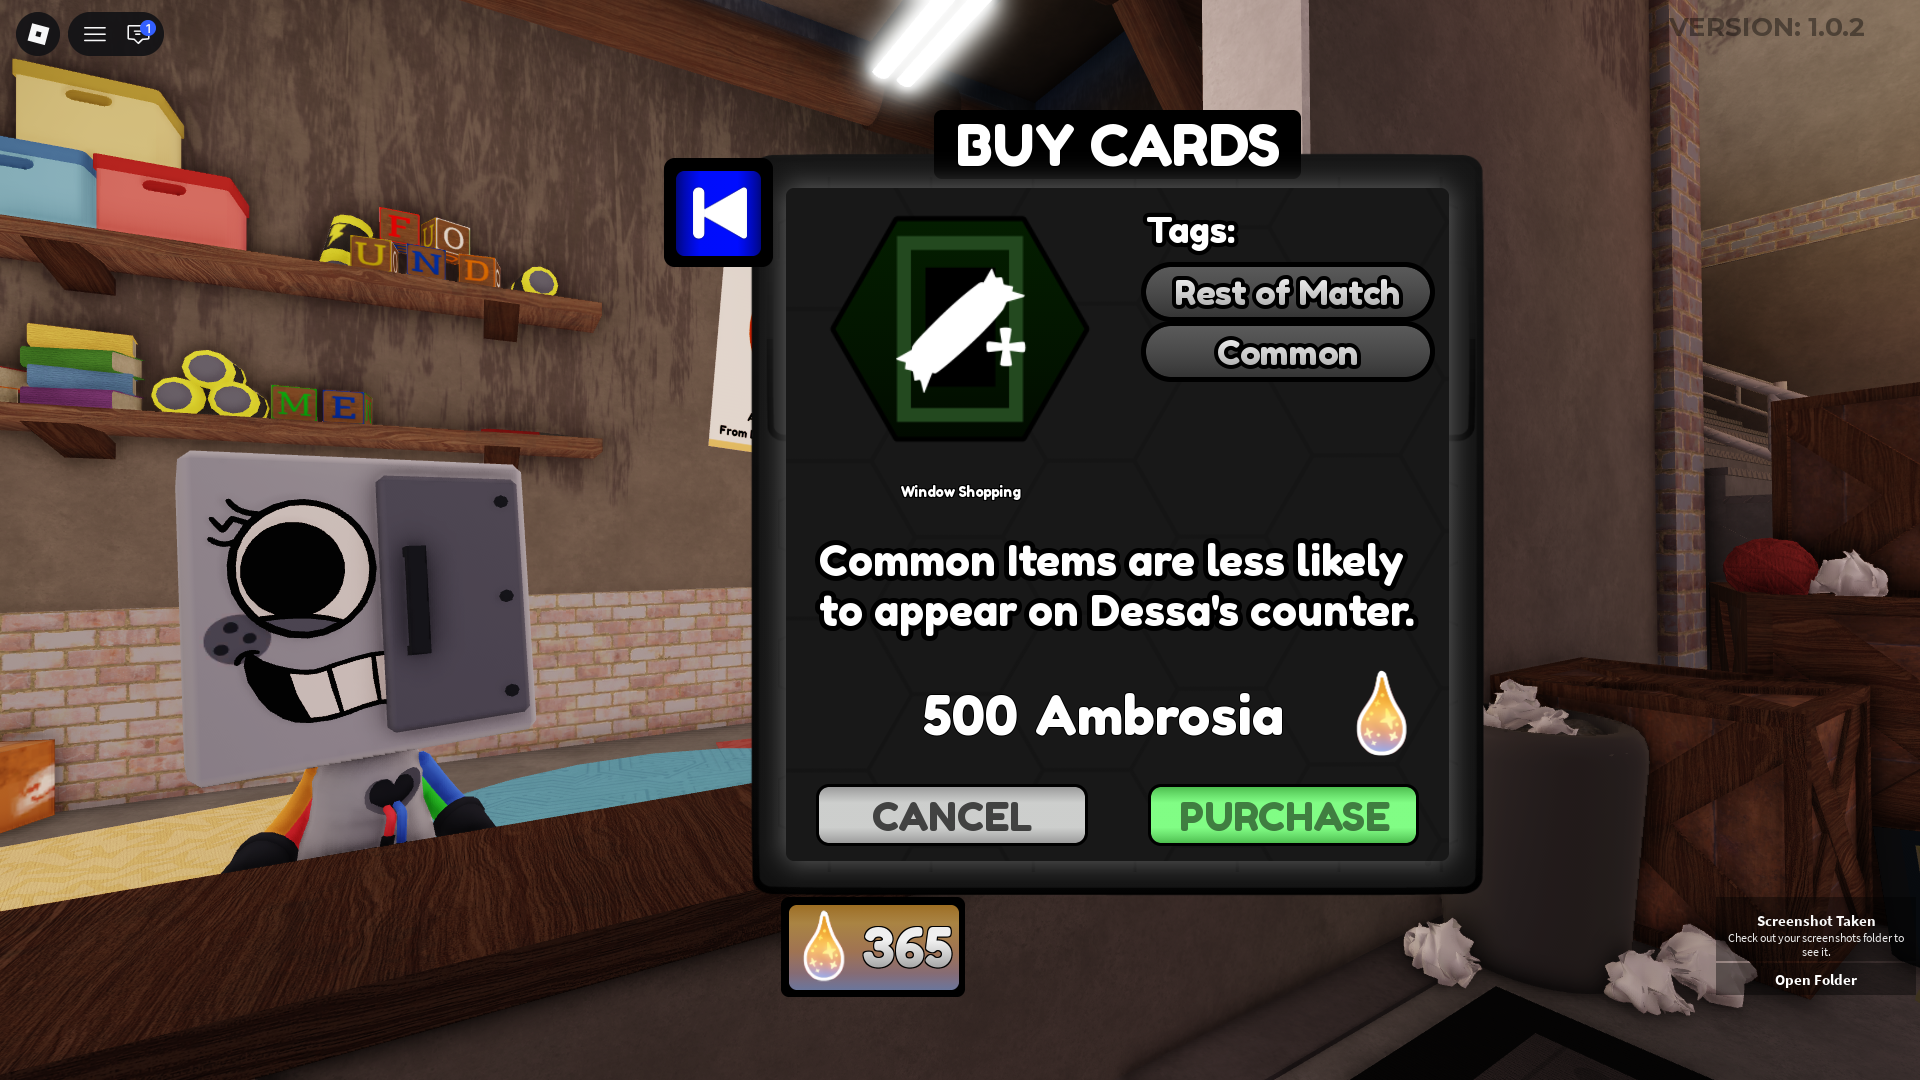 1
VERSION: 1.0.2
BUY CARDS
Tags:
Rest of Match
Common
F U O
U N D
M E
From
Window Shopping
Common Items are less likely
to appear on Dessa's counter.
500 Ambrosia
CANCEL
PURCHASE
365
Screenshot Taken
Check out your screenshots folder to
see it.
Open Folder